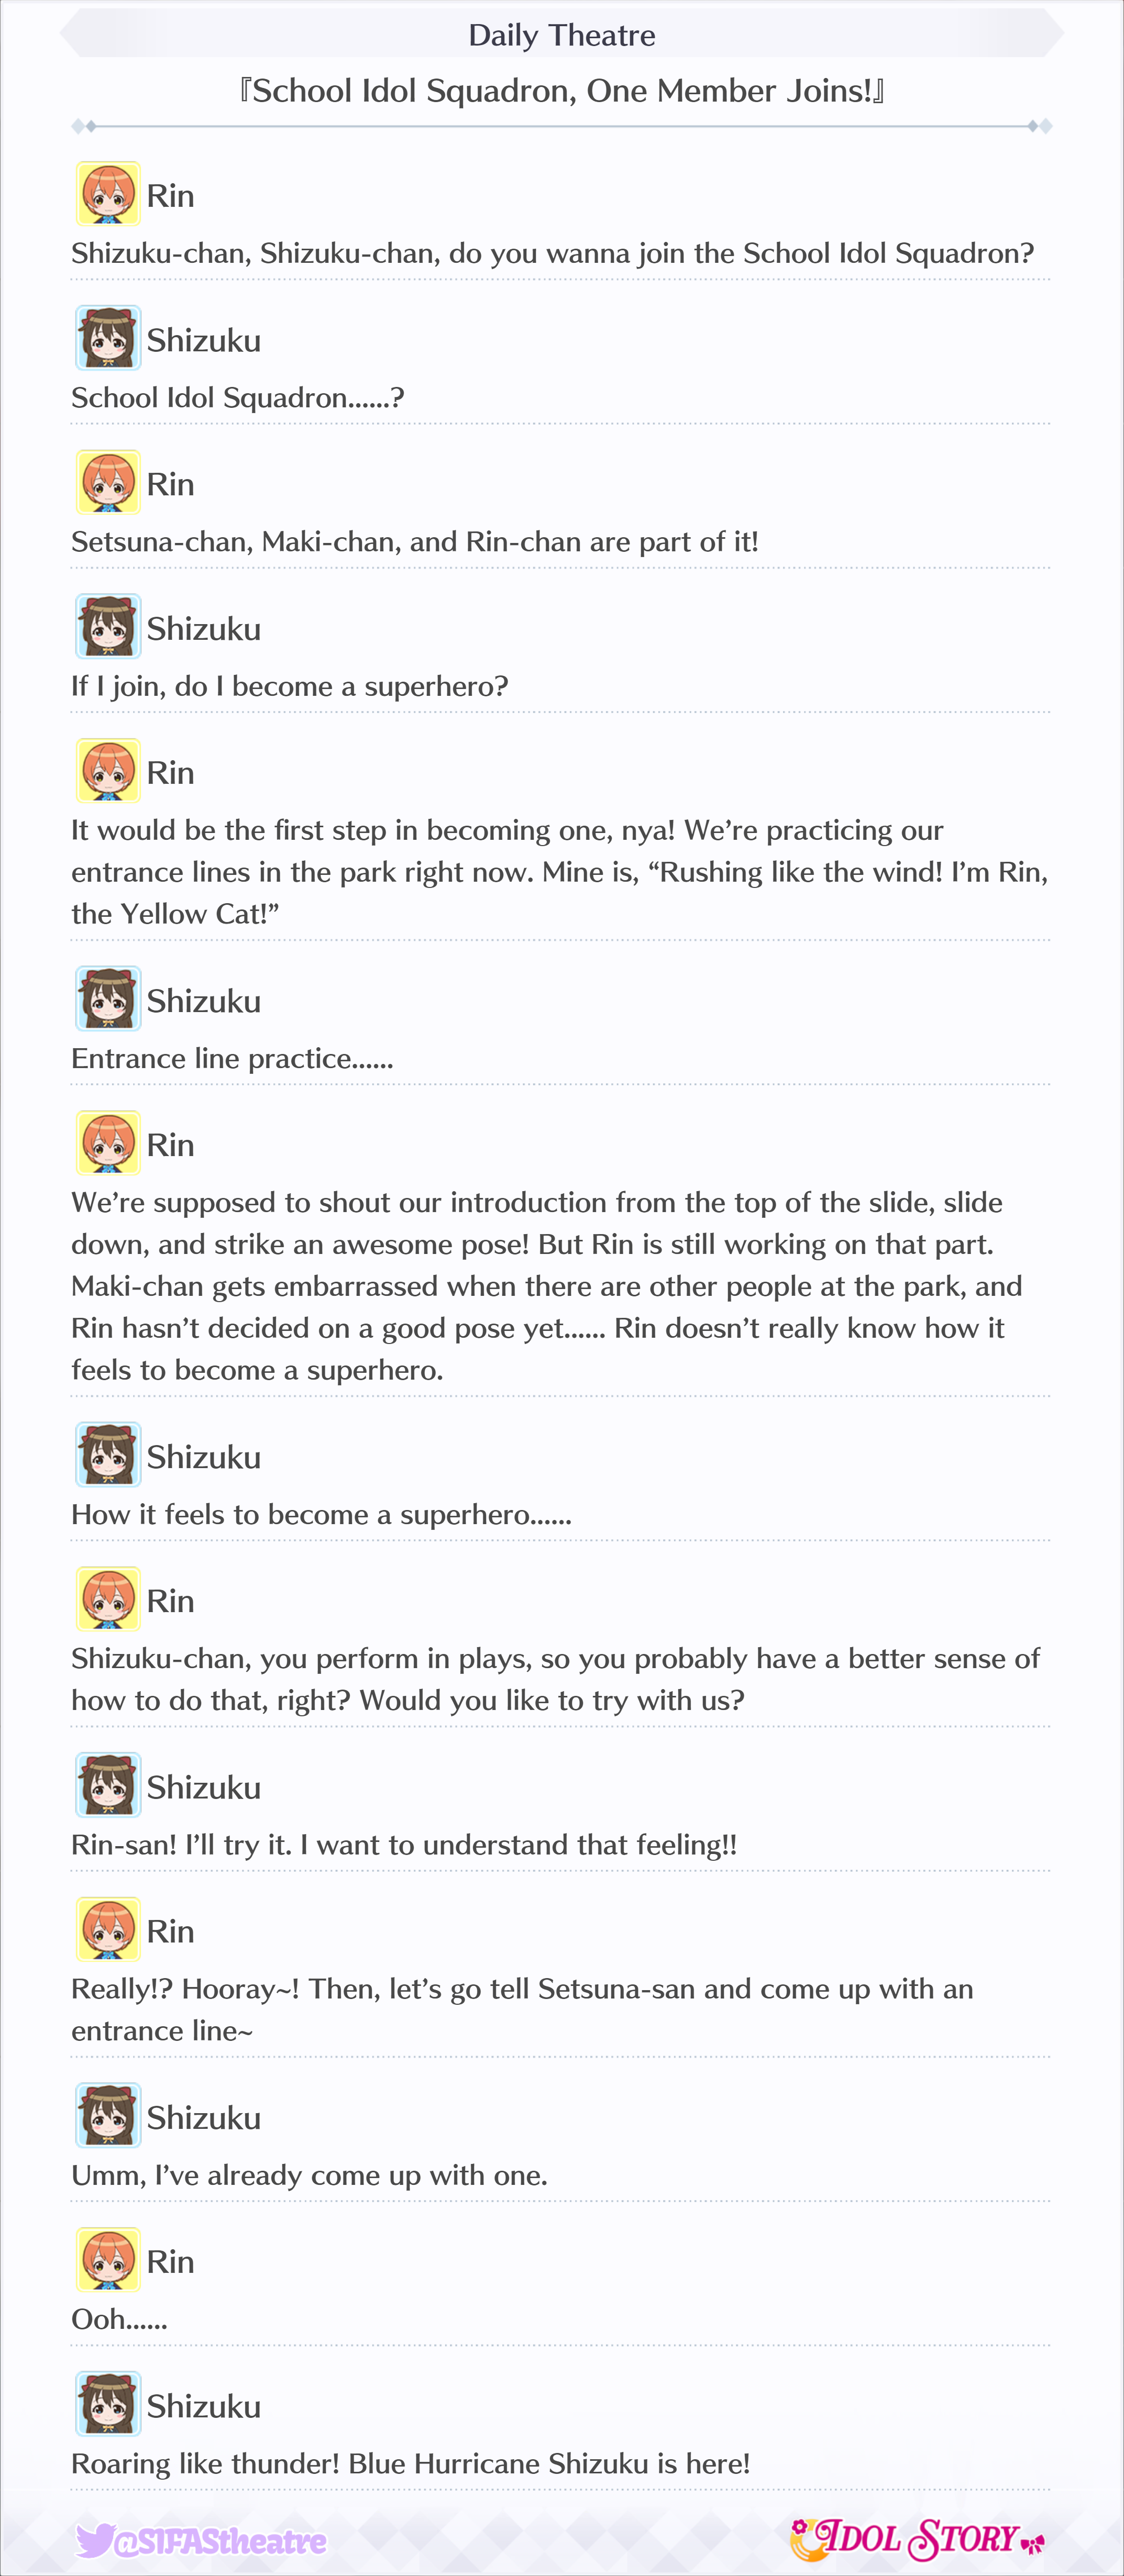 Daily Theatre
『School Idol Squadron, One Member Joins!』
Rin
Shizuku-chan, Shizuku-chan, do you wanna join the School Idol Squadron?
Shizuku
School Idol Squadron......?
Rin
Setsuna-chan, Maki-chan, and Rin-chan are part of it!
Shizuku
If I join, do I become a superhero?
Rin
It would be the first step in becoming one, nya! We’re practicing our
entrance lines in the park right now. Mine is, “Rushing like the wind! I’m Rin,
the Yellow Cat!”
Shizuku
Entrance line practice......
Rin
We’re supposed to shout our introduction from the top of the slide, slide
down, and strike an awesome pose! But Rin is still working on that part.
Maki-chan gets embarrassed when there are other people at the park, and
Rin hasn’t decided on a good pose yet...... Rin doesn’t really know how it
feels to become a superhero.
Shizuku
How it feels to become a superhero......
Rin
Shizuku-chan, you perform in plays, so you probably have a better sense of
how to do that, right? Would you like to try with us?
Shizuku
Rin-san! I’ll try it. I want to understand that feeling!!
Rin
Really!? Hooray~! Then, let’s go tell Setsuna-san and come up with an
entrance line~
Shizuku
Umm, I’ve already come up with one.
Rin
Ooh......
Shizuku
Roaring like thunder! Blue Hurricane Shizuku is here!
@SIFAStheatre
IDOL STORY